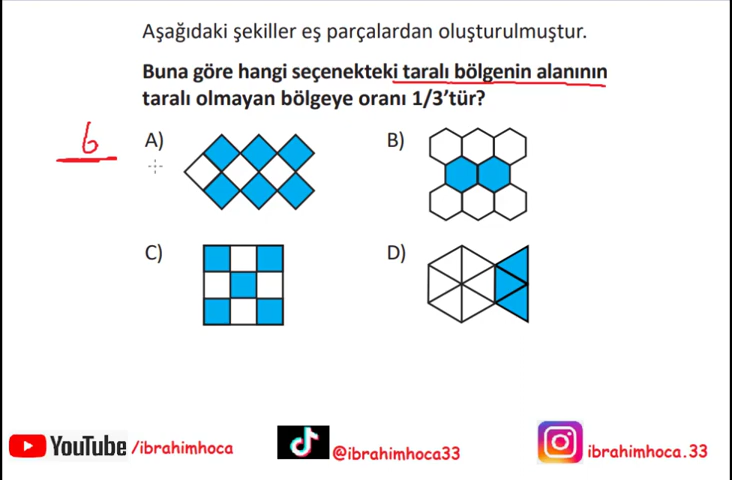 Aşağıdaki şekiller eş parçalardan oluşturulmuştur.
Buna göre hangi seçenekteki taralı bölgenin alanının
taralı olmayan bölgeye oranı 1/3'tür?
6
A)
B)
C)
D)
YouTube /ibrahimhoca
@ibrahimhoca33
ibrahimhoca.33